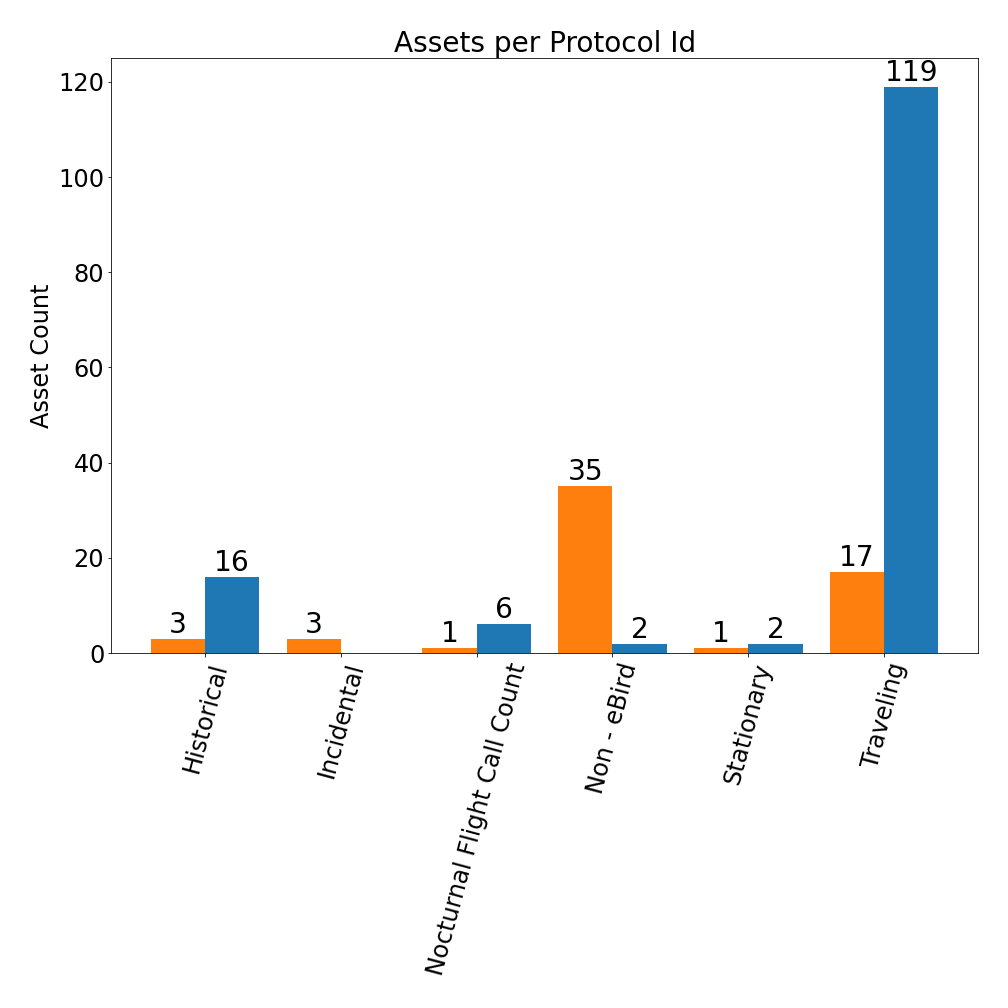 Assets per Protocol Id
Asset Count
120
100
80
60
40
20
0
3
16
3
1
6
35
2
1
2
17
119
Historical
Incidental
Nocturnal Flight Call Count
Non - eBird
Stationary
Traveling